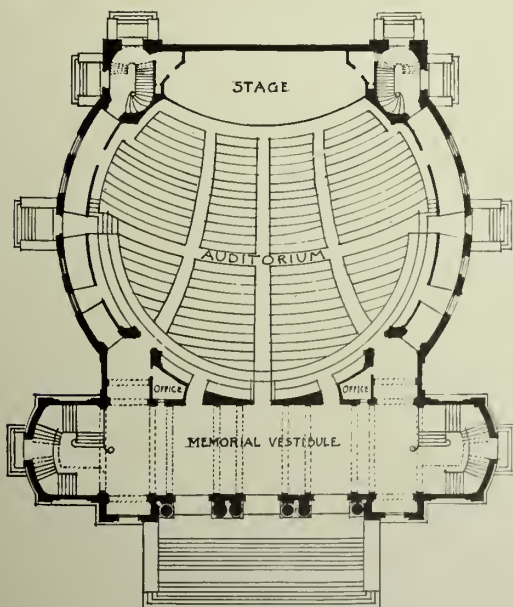 STAGE
AUDITORIUM
OFFICE
OFFICE
MEMORIAL VESTIBULE